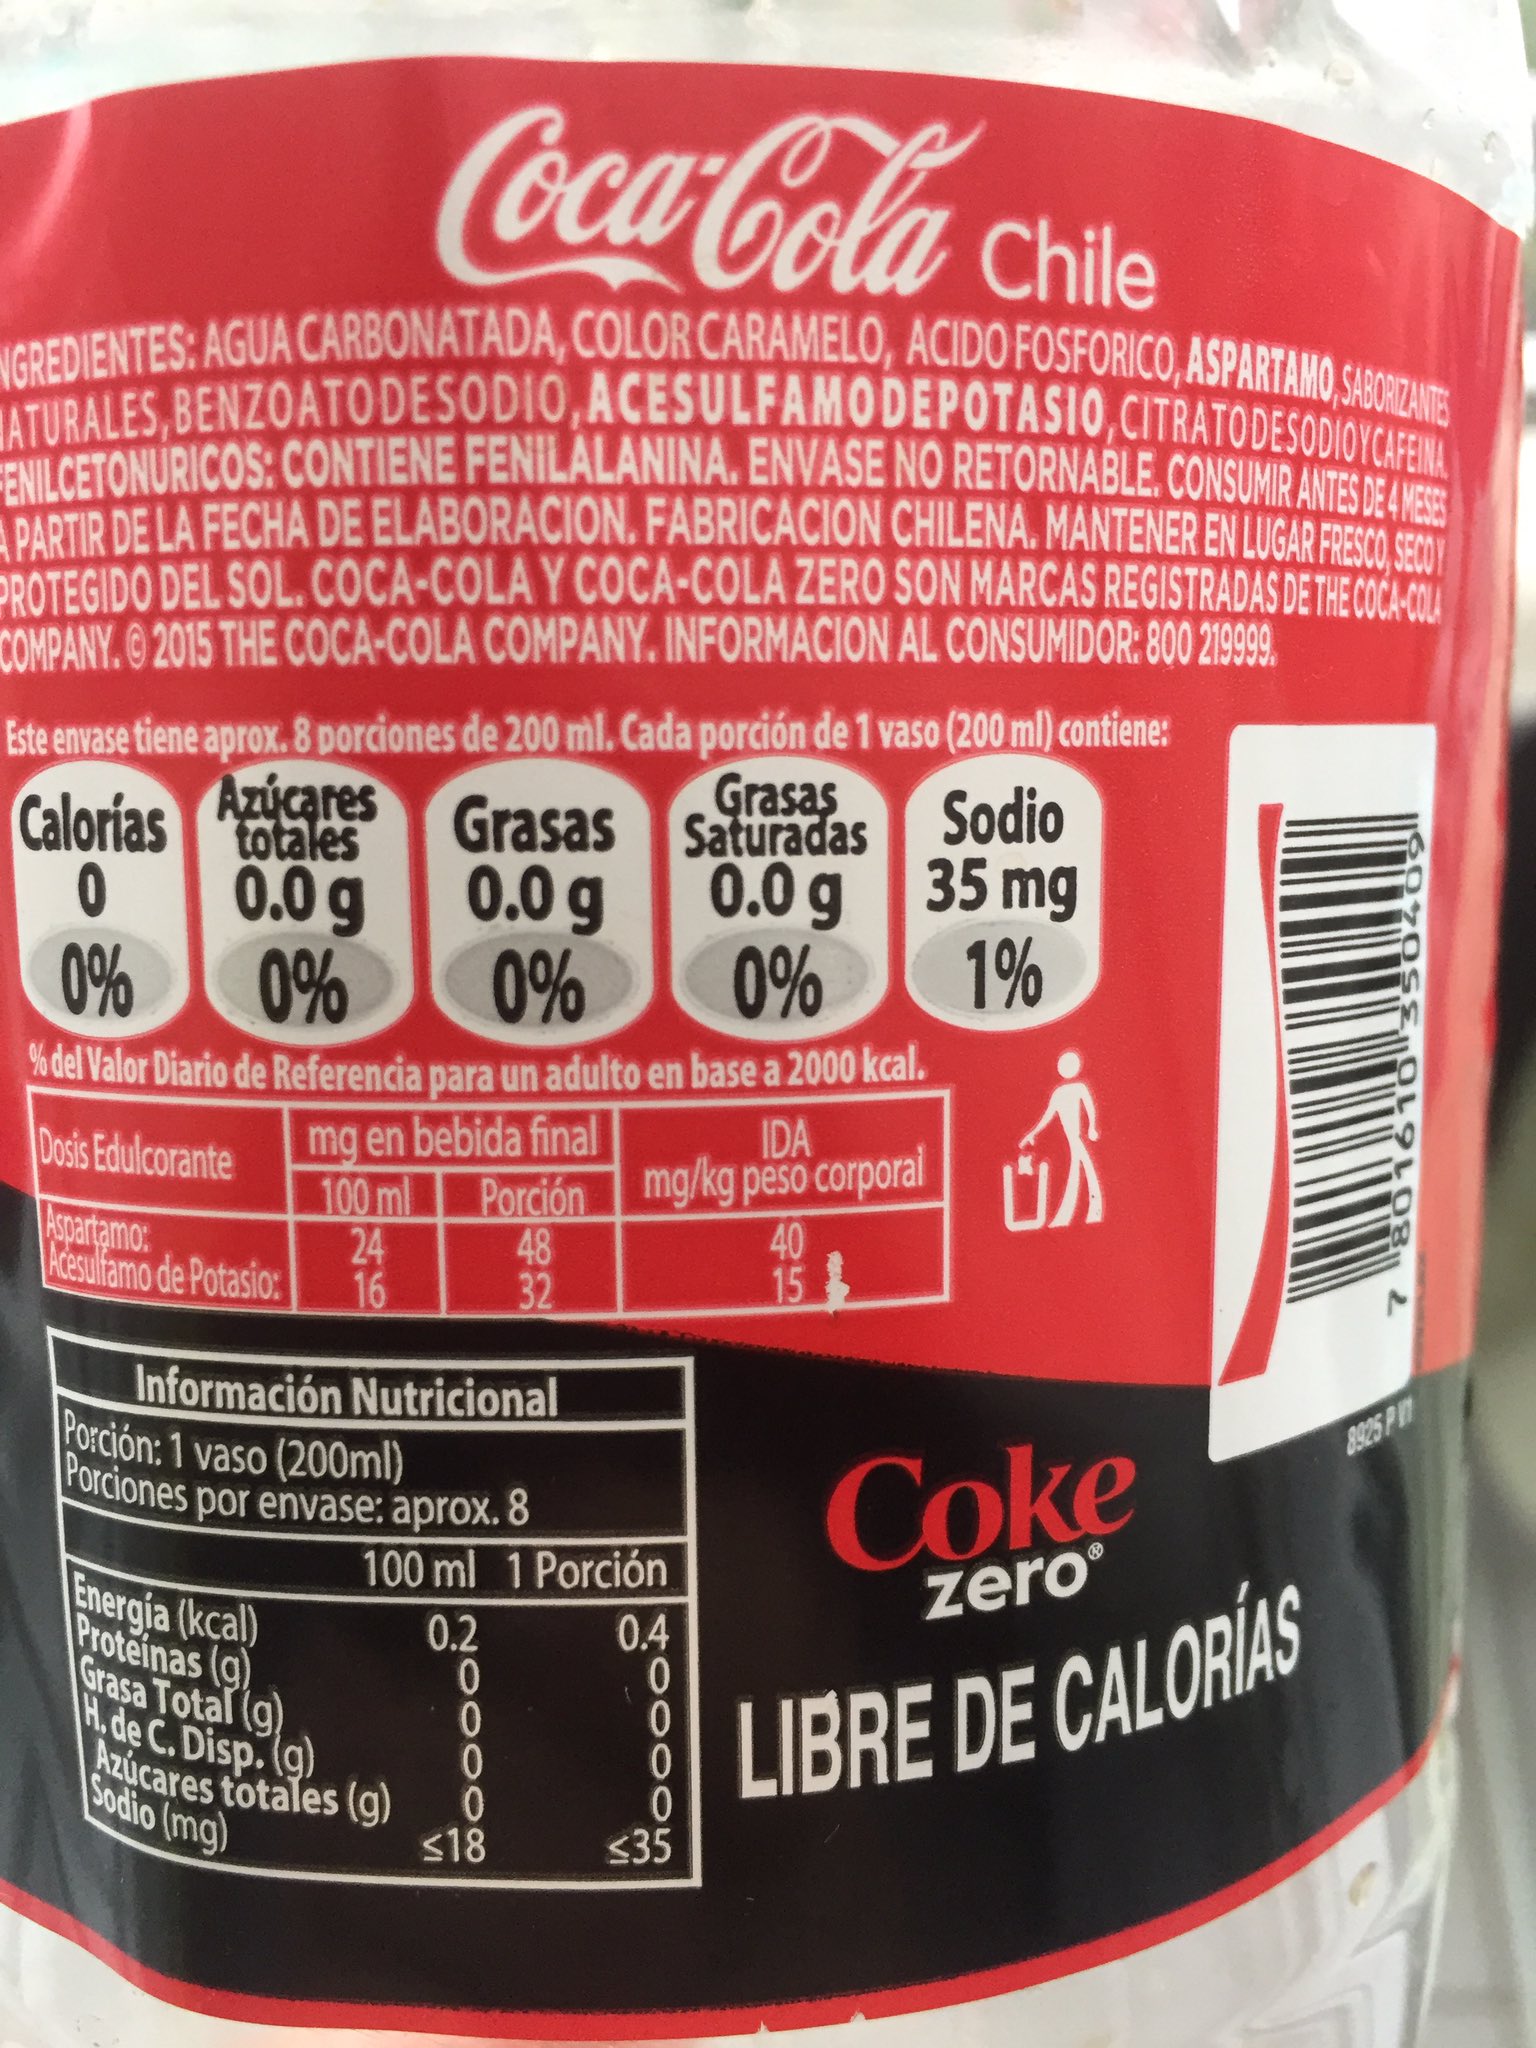 Coca-Cola Chile
NGREDIENTES: AGUA CARBONATADA, COLOR CARAMELO, ACIDO FOSFORICO, ASPARTAMO, SABORIZANTES
NATURALES, BENZOATO DE SODIO, ACESULFAMO DE POTASIO, CITRATO DE SODIO Y CAFEINA.
FENILCETONURICOS: CONTIENE FENILALANINA. ENVASE NO RETORNABLE. CONSUMIR ANTES DE 4 MESES
A PARTIR DE LA FECHA DE ELABORACION. FABRICACION CHILENA. MANTENER EN LUGAR FRESCO, SECO Y
PROTEGIDO DEL SOL. COCA-COLA Y COCA-COLA ZERO SON MARCAS REGISTRADAS DE THE COCA-COLA
COMPANY. © 2015 THE COCA-COLA COMPANY. INFORMACION AL CONSUMIDOR: 800 219999.
Este envase tiene aprox. 8 porciones de 200 ml. Cada porción de 1 vaso (200 ml) contiene:
Calorías 0 0%
Azúcares totales 0.0 g 0%
Grasas 0.0 g 0%
Grasas Saturadas 0.0 g 0%
Sodio 35 mg 1%
% del Valor Diario de Referencia para un adulto en base a 2000 kcal.
Dosis Edulcorante mg en bebida final IDA mg/kg peso corporal
100 ml Porción
Aspartamo: 24 48 40
Acesulfamo de Potasio: 16 32 15
7 801610 350409
8925 P V1
Información Nutricional
Porción: 1 vaso (200ml)
Porciones por envase: aprox. 8
100 ml 1 Porción
Energía (kcal) 0.2 0.4
Proteínas (g) 0 0
Grasa Total (g) 0 0
H. de C. Disp. (g) 0 0
Azúcares totales (g) 0 0
Sodio (mg) ≤18 ≤35
Coke
zero®
LIBRE DE CALORÍAS